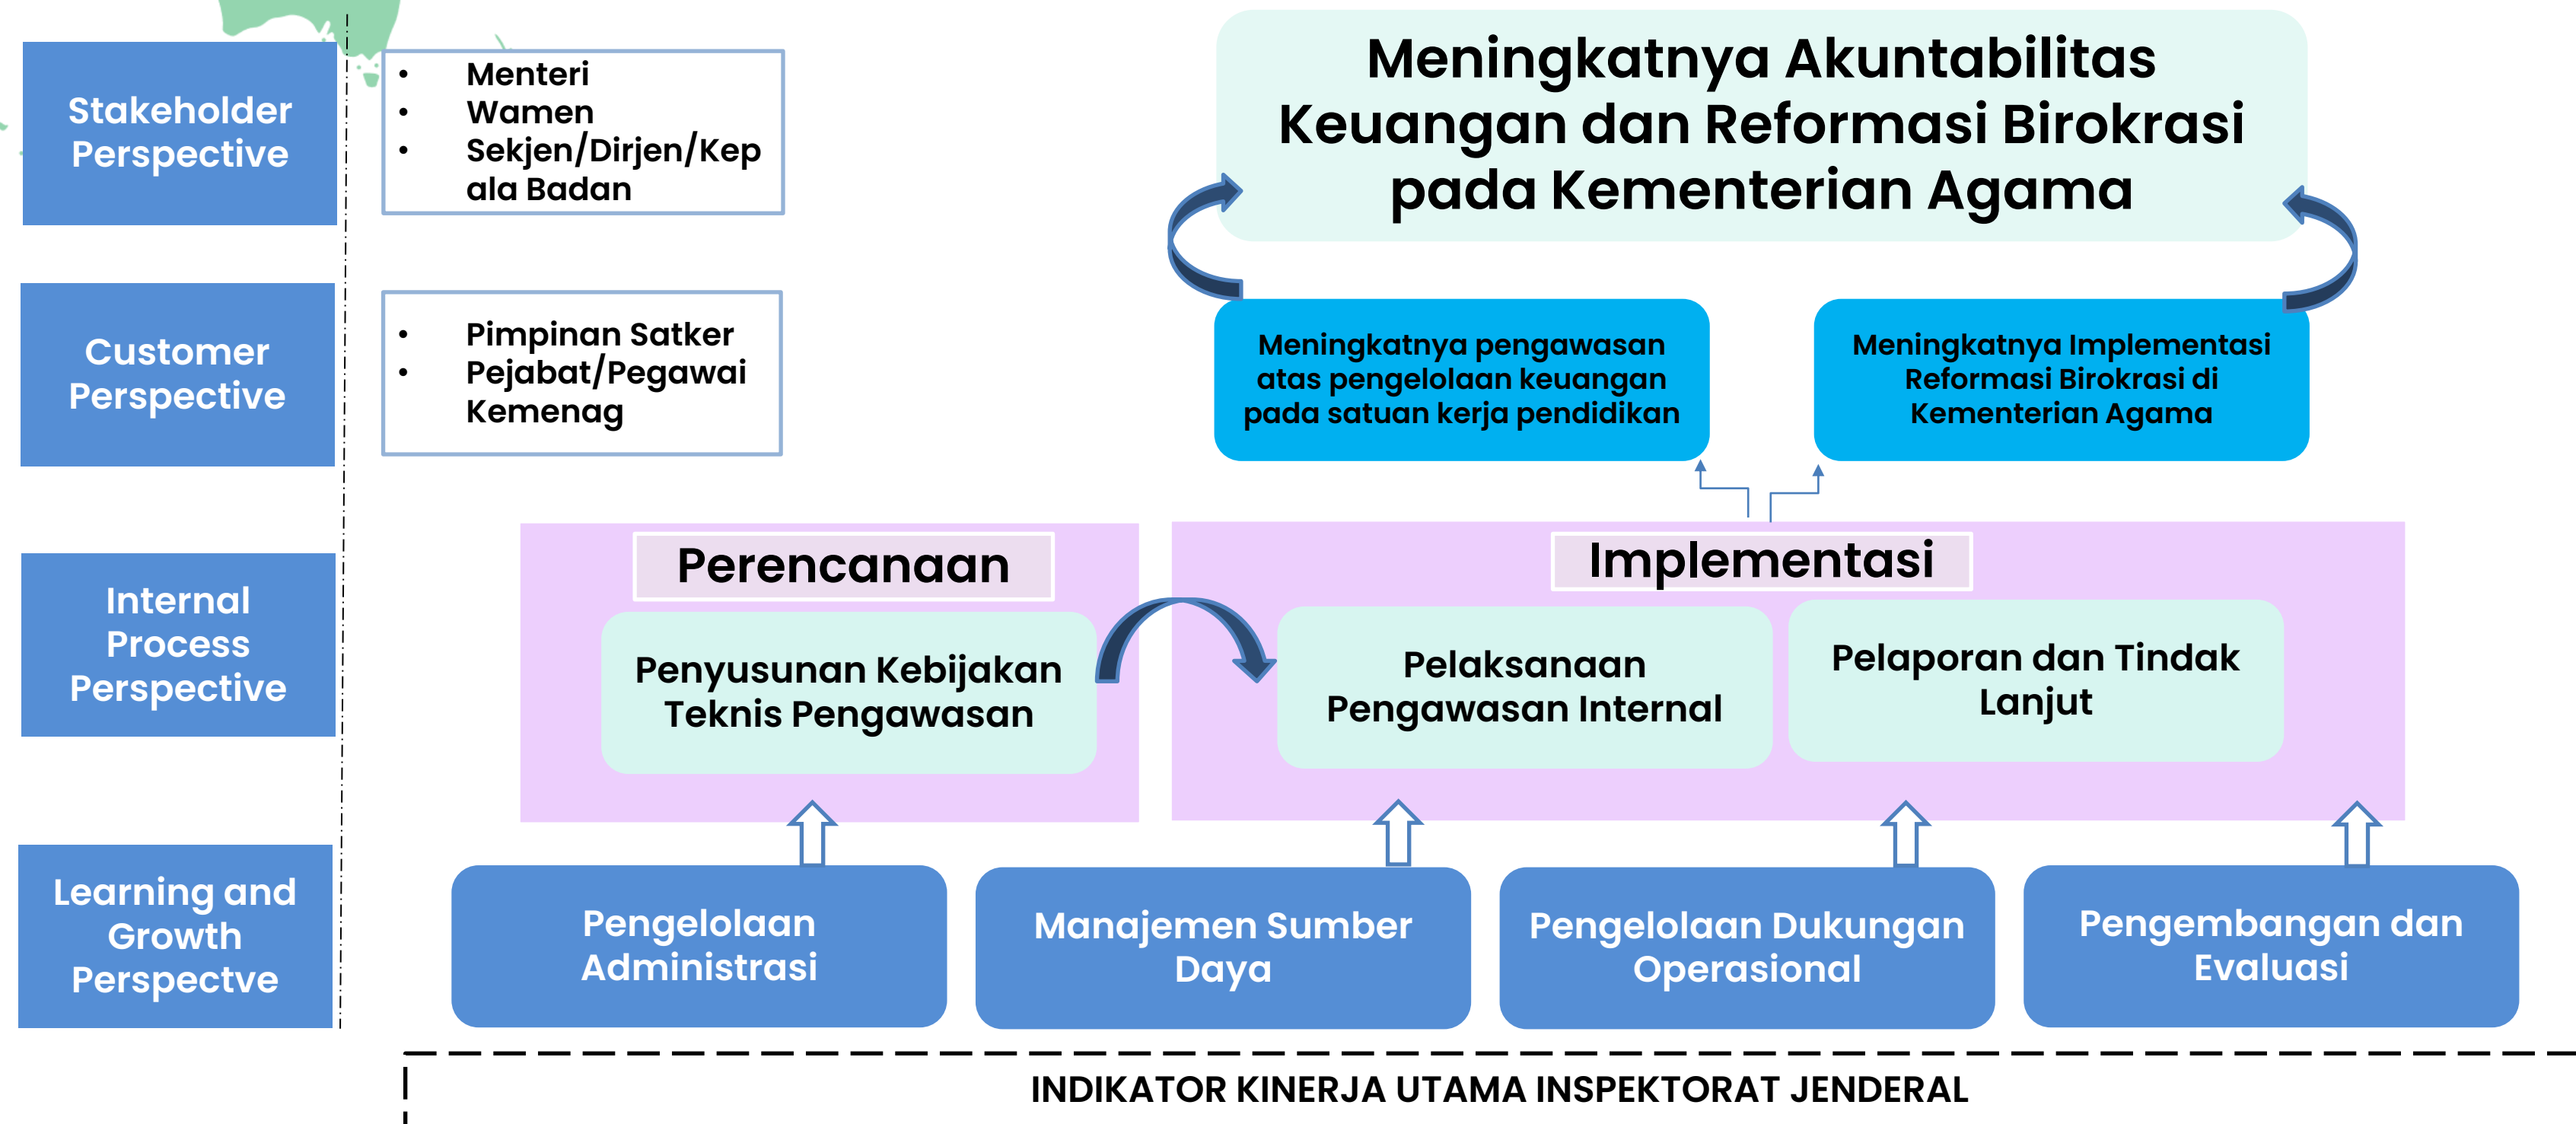 Stakeholder
Perspective
• Menteri
• Wamen
• Sekjen/Dirjen/Kep
ala Badan
Meningkatnya Akuntabilitas
Keuangan dan Reformasi Birokrasi
pada Kementerian Agama
Customer
Perspective
• Pimpinan Satker
• Pejabat/Pegawai
Kemenag
Meningkatnya pengawasan
atas pengelolaan keuangan
pada satuan kerja pendidikan
Meningkatnya Implementasi
Reformasi Birokrasi di
Kementerian Agama
Internal
Process
Perspective
Perencanaan
Penyusunan Kebijakan
Teknis Pengawasan
Implementasi
Pelaksanaan
Pengawasan Internal
Pelaporan dan Tindak
Lanjut
Learning and
Growth
Perspectve
Pengelolaan
Administrasi
Manajemen Sumber
Daya
Pengelolaan Dukungan
Operasional
Pengembangan dan
Evaluasi
INDIKATOR KINERJA UTAMA INSPEKTORAT JENDERAL